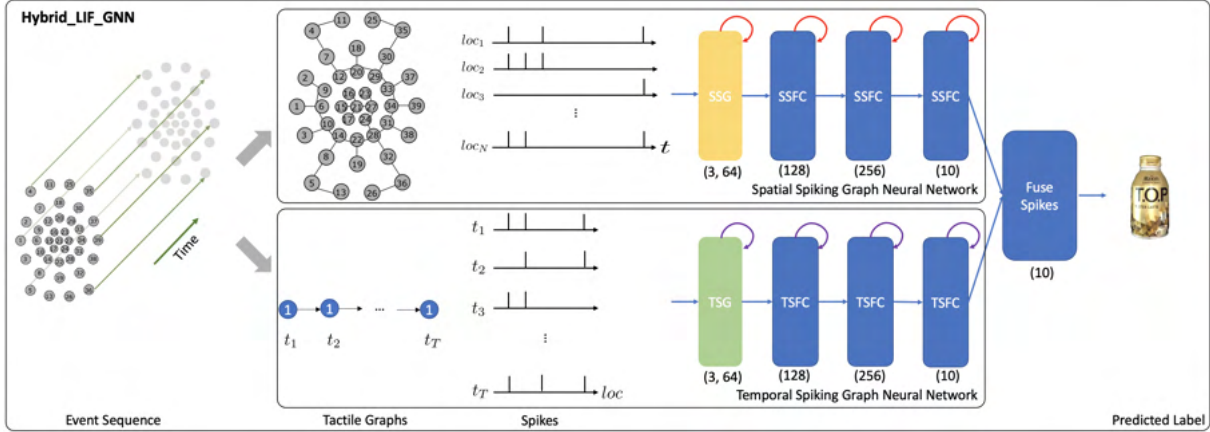 Hybrid_LIF_GNN
11 25
4 35
18
7 30
12 20 29
2 37
9 33
16 23
1 6 15 21 27 34 39
17 24
10 31
3 14 28 38
22
8 19 32
5 36
13 26
loc₁
loc₂
loc₃
⋮
loc_N t
SSG SSFC SSFC SSFC
(3, 64) (128) (256) (10)
Spatial Spiking Graph Neural Network
Fuse
Spikes
(10)
T.O.P
Time
1 1 ... 1
t₁ t₂ t_T
t₁
t₂
t₃
⋮
t_T loc
TSG TSFC TSFC TSFC
(3, 64) (128) (256) (10)
Temporal Spiking Graph Neural Network
Event Sequence Tactile Graphs Spikes Predicted Label